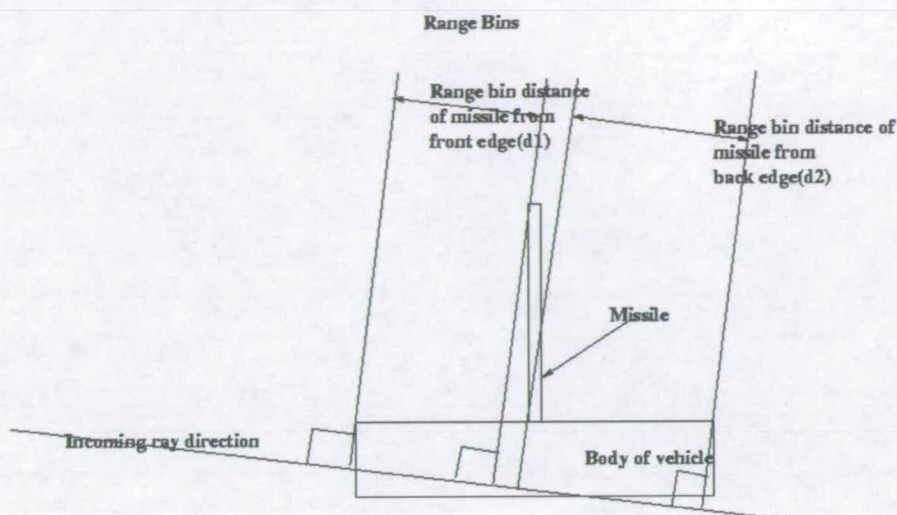 Range Bins
Range bin distance
of missile from
front edge(d1)
Range bin distance of
missile from
back edge(d2)
Missile
Incoming ray direction
Body of vehicle